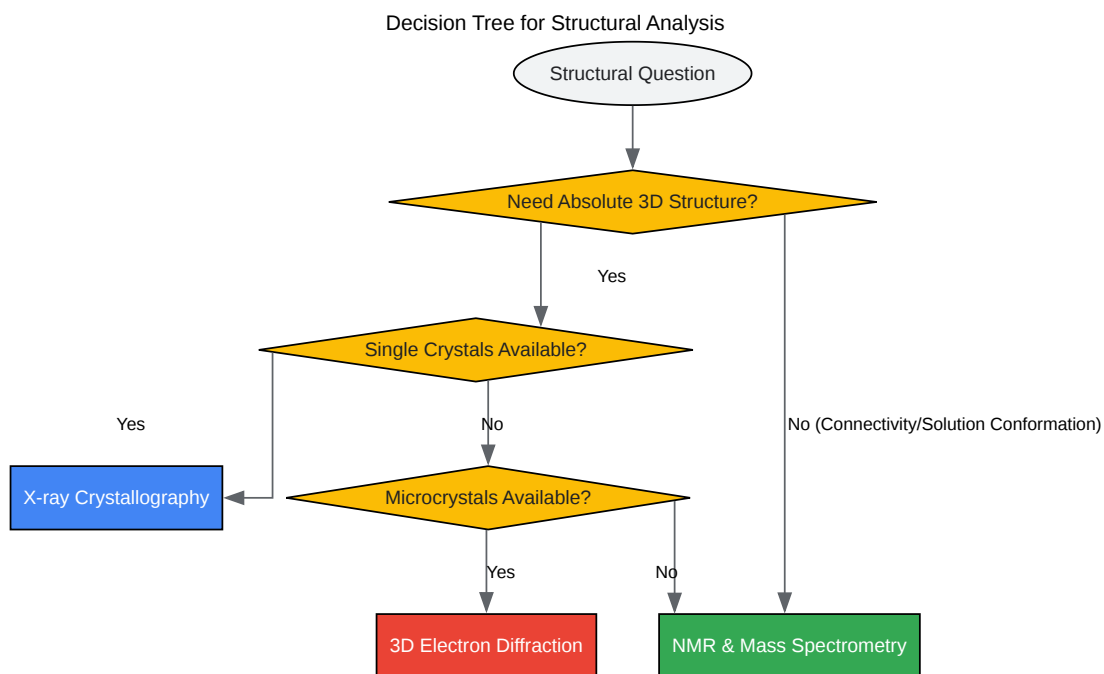 Decision Tree for Structural Analysis
Structural Question
Need Absolute 3D Structure?
Yes
Single Crystals Available?
Yes
No
No (Connectivity/Solution Conformation)
X-ray Crystallography
Microcrystals Available?
Yes
No
3D Electron Diffraction
NMR & Mass Spectrometry